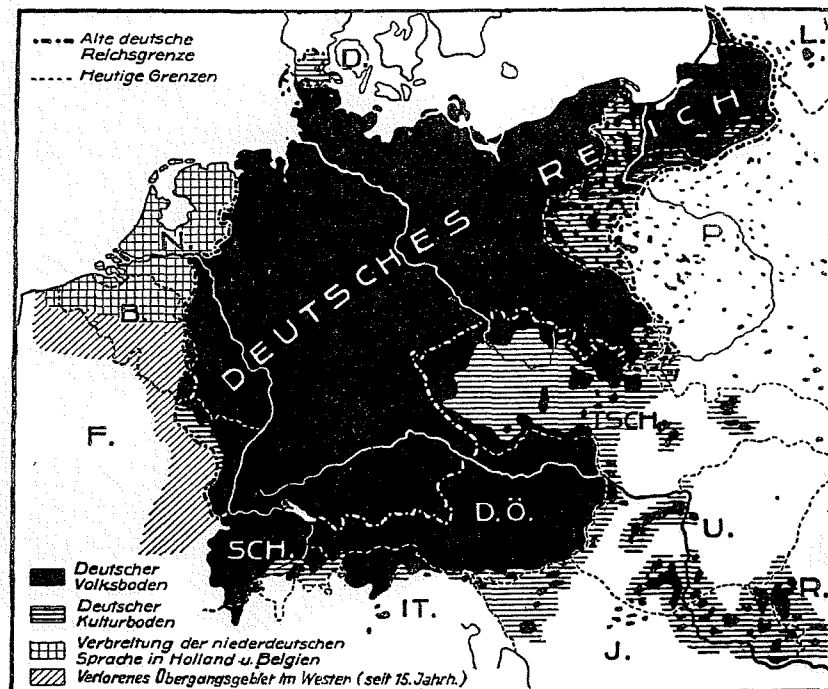 Alte deutsche
Reichsgrenze
Heutige Grenzen
D.
L.
DEUTSCHES REICH
N.
B.
P.
F.
TSCH.
D.Ö.
SCH.
U.
IT.
J.
R.
Deutscher
Volksboden
Deutscher
Kulturboden
Verbreitung der niederdeutschen
Sprache in Holland u. Belgien
Verlorenes Übergangsgebiet im Westen (seit 15. Jahrh.)